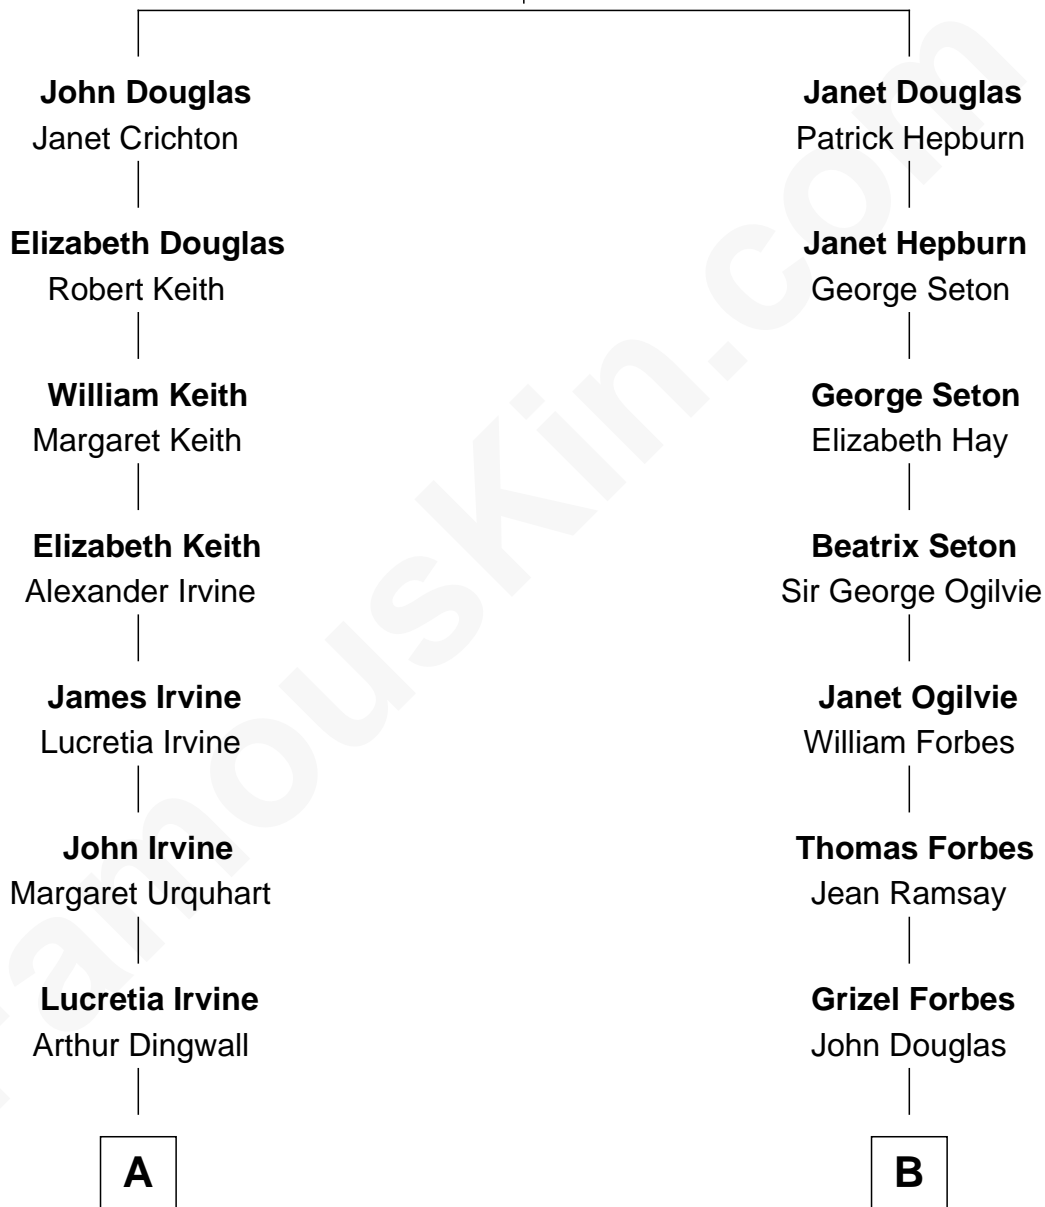 John Douglas
Janet Crichton
Elizabeth Douglas
Robert Keith
William Keith
Margaret Keith
Elizabeth Keith
Alexander Irvine
James Irvine
Lucretia Irvine
John Irvine
Margaret Urquhart
Lucretia Irvine
Arthur Dingwall
A
Janet Douglas
Patrick Hepburn
Janet Hepburn
George Seton
George Seton
Elizabeth Hay
Beatrix Seton
Sir George Ogilvie
Janet Ogilvie
William Forbes
Thomas Forbes
Jean Ramsay
Grizel Forbes
John Douglas
B
FamousKin.com